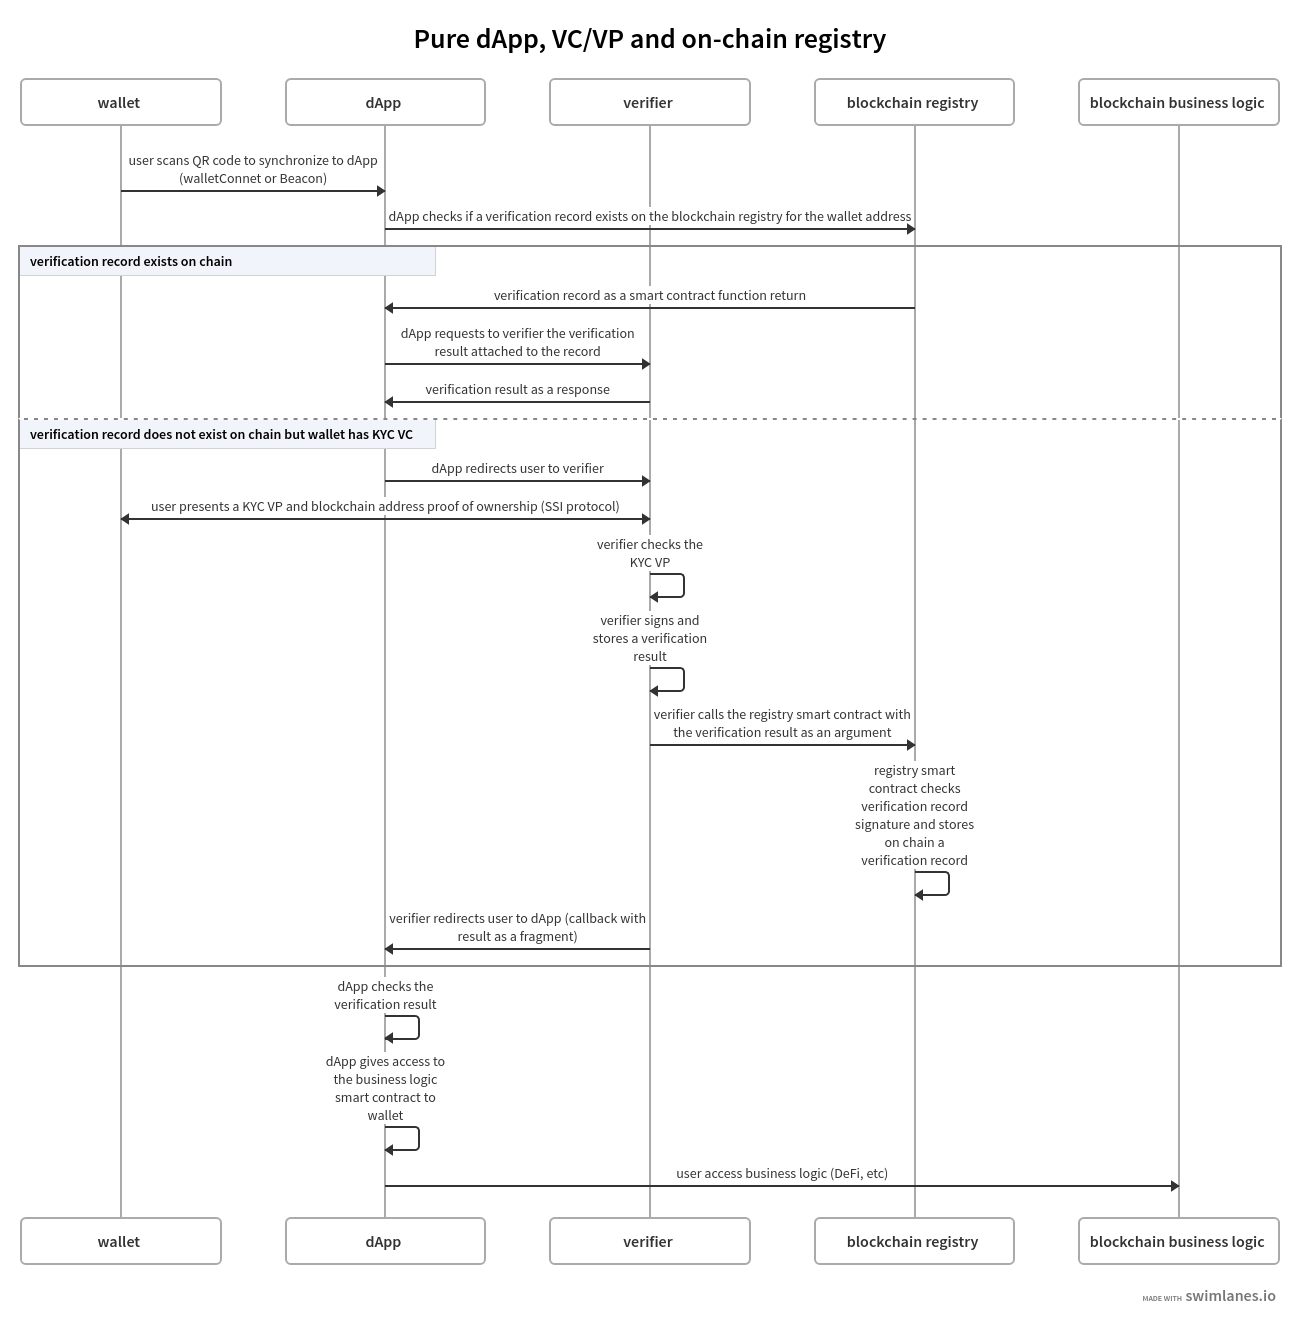 Pure dApp, VC/VP and on-chain registry
wallet
dApp
verifier
blockchain registry
blockchain business logic
user scans QR code to synchronize to dApp
(walletConnet or Beacon)
dApp checks if a verification record exists on the blockchain registry for the wallet address
verification record exists on chain
verification record as a smart contract function return
dApp requests to verifier the verification
result attached to the record
verification result as a response
verification record does not exist on chain but wallet has KYC VC
dApp redirects user to verifier
user presents a KYC VP and blockchain address proof of ownership (SSI protocol)
verifier checks the
KYC VP
verifier signs and
stores a verification
result
verifier calls the registry smart contract with
the verification result as an argument
registry smart
contract checks
verification record
signature and stores
on chain a
verification record
verifier redirects user to dApp (callback with
result as a fragment)
dApp checks the
verification result
dApp gives access to
the business logic
smart contract to
wallet
user access business logic (DeFi, etc)
wallet
dApp
verifier
blockchain registry
blockchain business logic
MADE WITH swimlanes.io